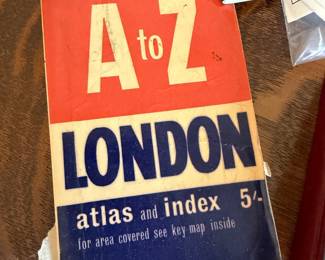 A to Z
LONDON
atlas and index 5/-
for area covered see key map inside